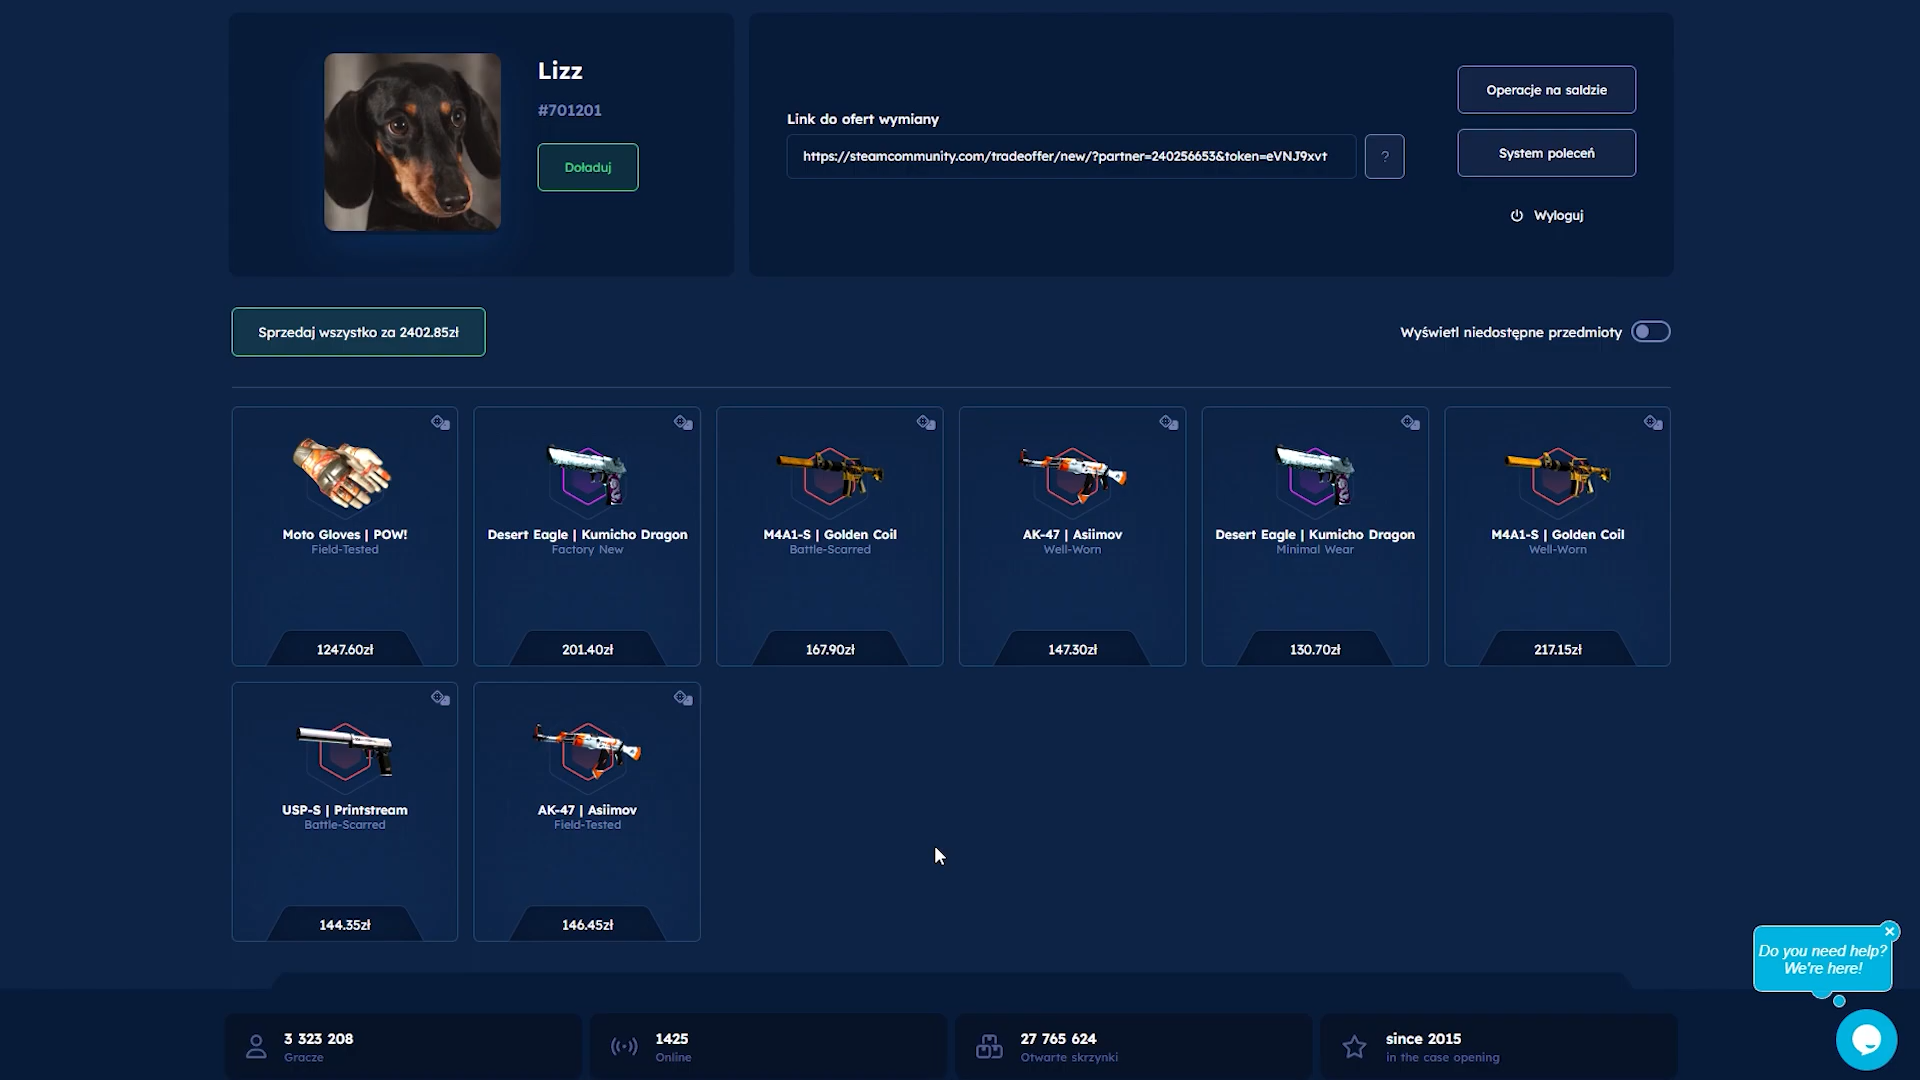 Lizz
#701201
Doładuj
Link do ofert wymiany
https://steamcommunity.com/tradeoffer/new/?partner=240256653&token=eVNJ9xvt
?
Operacje na saldzie
System poleceń
Wyloguj
Sprzedaj wszystko za 2402.85zł
Wyświetl niedostępne przedmioty
Moto Gloves | POW!
Field-Tested
1247.60zł
Desert Eagle | Kumicho Dragon
Factory New
201.40zł
M4A1-S | Golden Coil
Battle-Scarred
167.90zł
AK-47 | Asiimov
Well-Worn
147.30zł
Desert Eagle | Kumicho Dragon
Minimal Wear
130.70zł
M4A1-S | Golden Coil
Well-Worn
217.15zł
USP-S | Printstream
Battle-Scarred
144.35zł
AK-47 | Asiimov
Field-Tested
146.45zł
Do you need help?
We're here!
3 323 208
Gracze
1425
Online
27 765 624
Otwarte skrzynki
since 2015
in the case opening